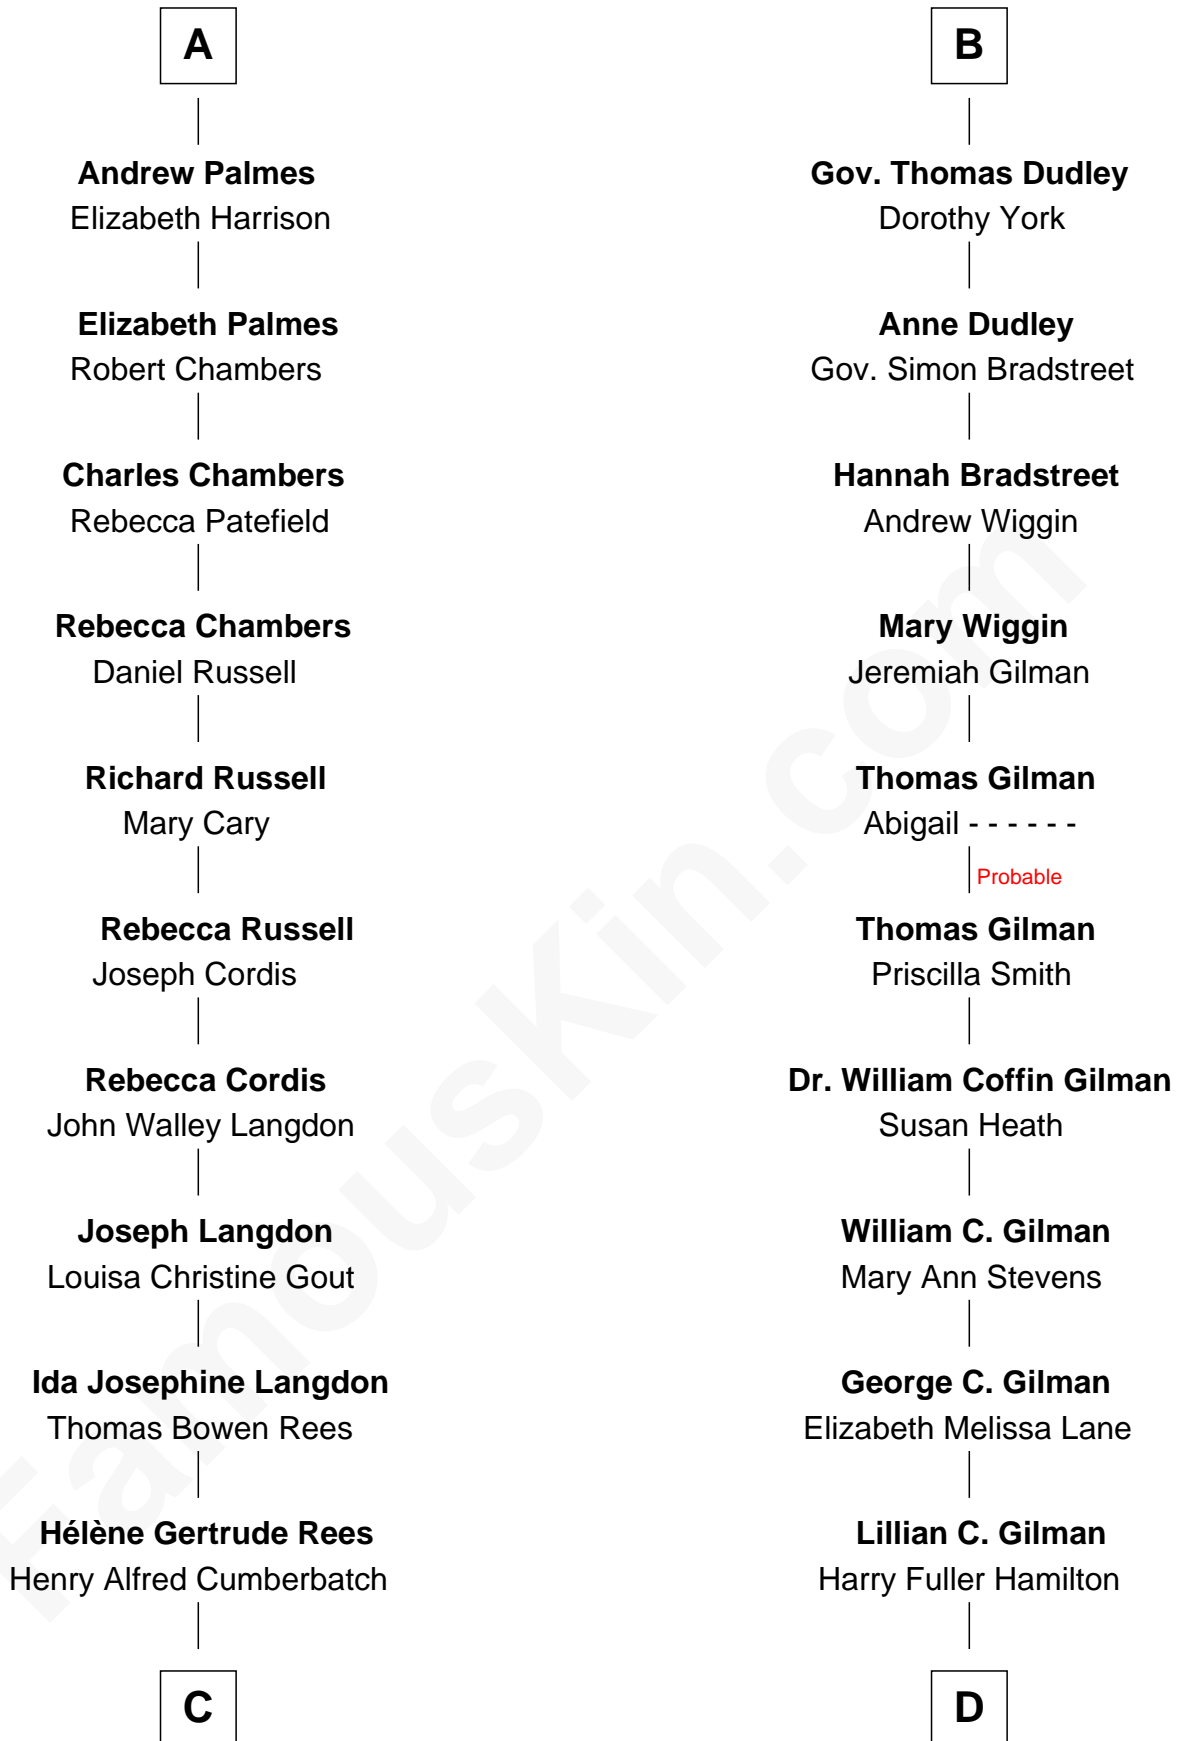 A
Andrew Palmes
Elizabeth Harrison
Elizabeth Palmes
Robert Chambers
Charles Chambers
Rebecca Patefield
Rebecca Chambers
Daniel Russell
Richard Russell
Mary Cary
Rebecca Russell
Joseph Cordis
Rebecca Cordis
John Walley Langdon
Joseph Langdon
Louisa Christine Gout
Ida Josephine Langdon
Thomas Bowen Rees
Hélène Gertrude Rees
Henry Alfred Cumberbatch
C
B
Gov. Thomas Dudley
Dorothy York
Anne Dudley
Gov. Simon Bradstreet
Hannah Bradstreet
Andrew Wiggin
Mary Wiggin
Jeremiah Gilman
Thomas Gilman
Abigail - - - - - -
Probable
Thomas Gilman
Priscilla Smith
Dr. William Coffin Gilman
Susan Heath
William C. Gilman
Mary Ann Stevens
George C. Gilman
Elizabeth Melissa Lane
Lillian C. Gilman
Harry Fuller Hamilton
D
FamousKin.com